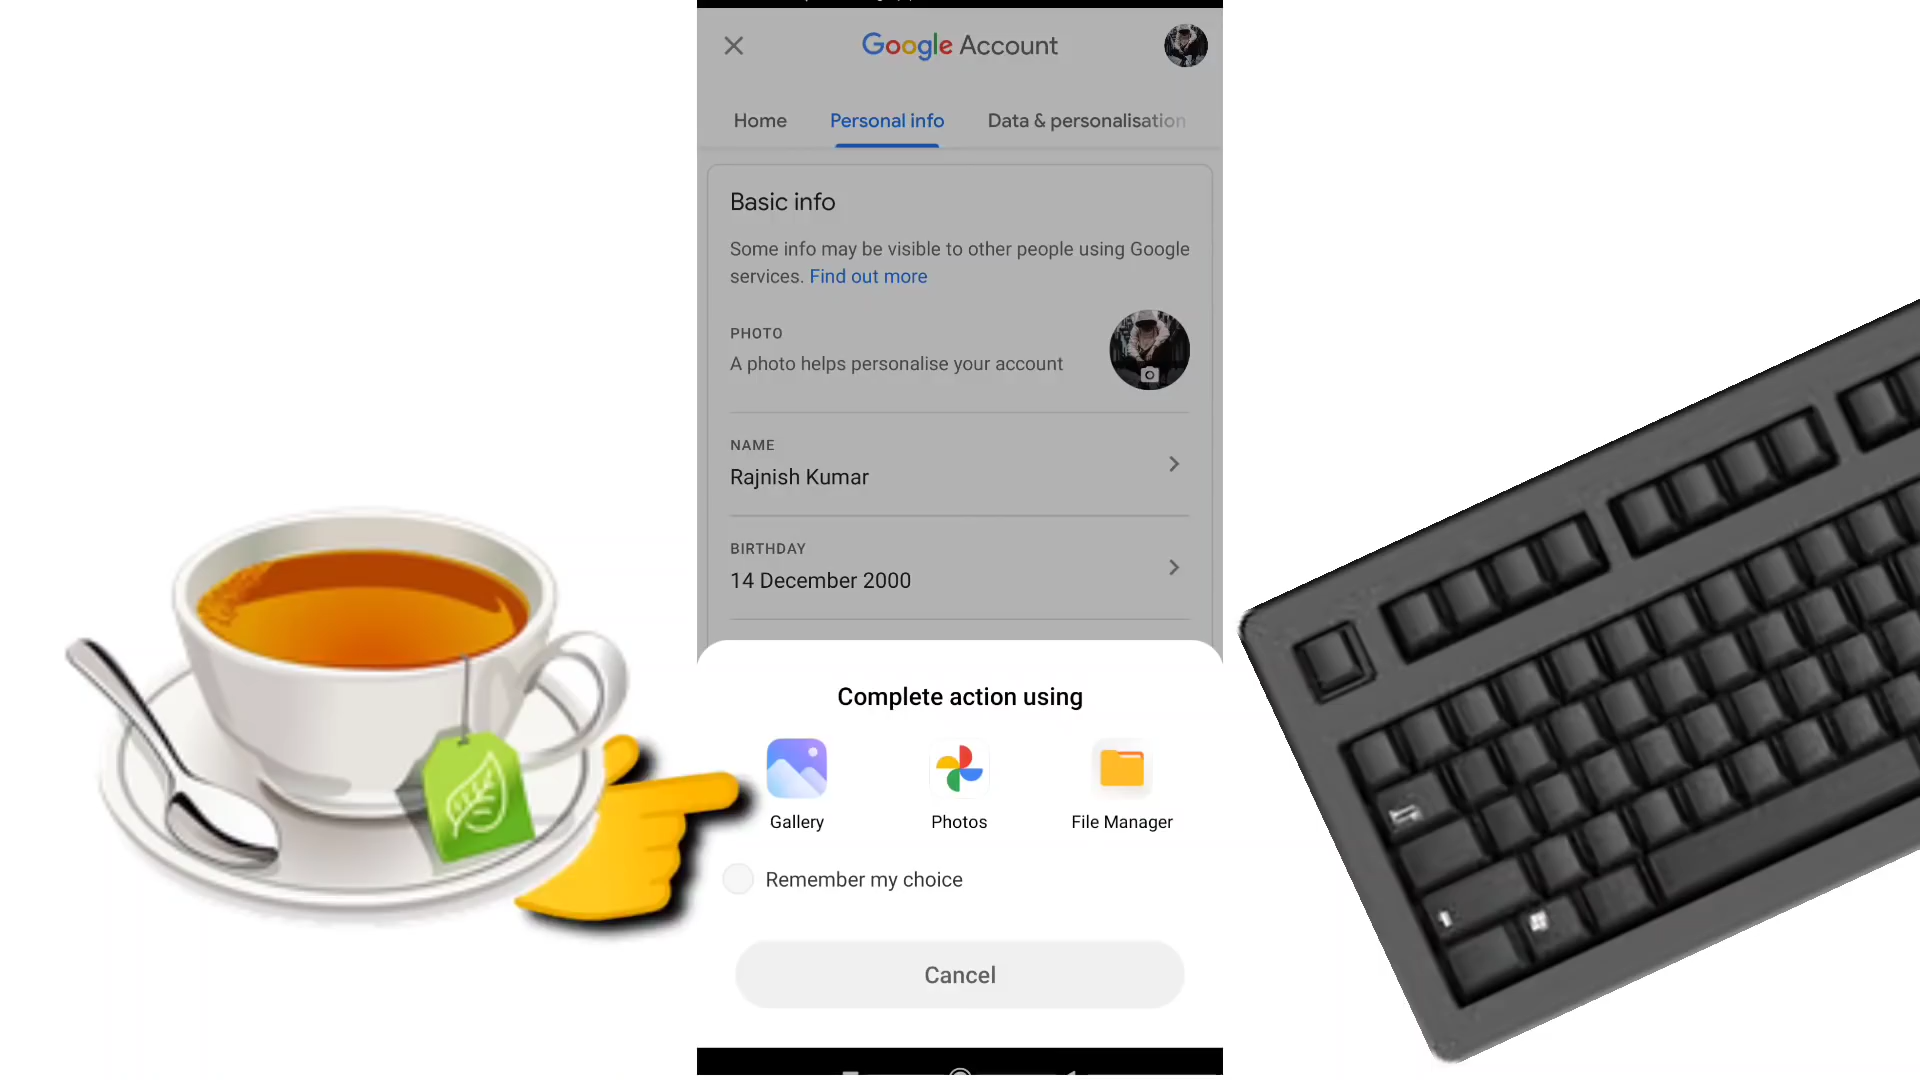 Google Account
Home Personal info Data & personalisation
Basic info
Some info may be visible to other people using Google
services. Find out more
PHOTO
A photo helps personalise your account
NAME
Rajnish Kumar
BIRTHDAY
14 December 2000
Complete action using
Gallery Photos File Manager
Remember my choice
Cancel